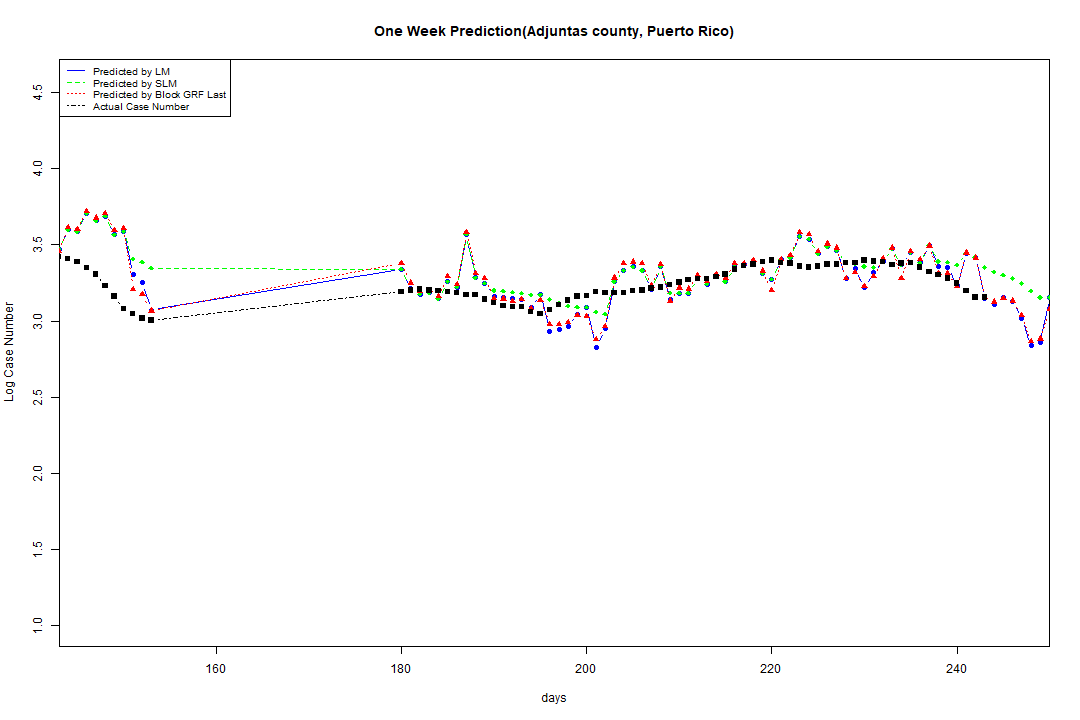 One Week Prediction(Adjuntas county, Puerto Rico)
Predicted by LM
Predicted by SLM
Predicted by Block GRF Last
Actual Case Number
4.5
4.0
3.5
3.0
2.5
2.0
1.5
1.0
Log Case Number
160 180 200 220 240
days